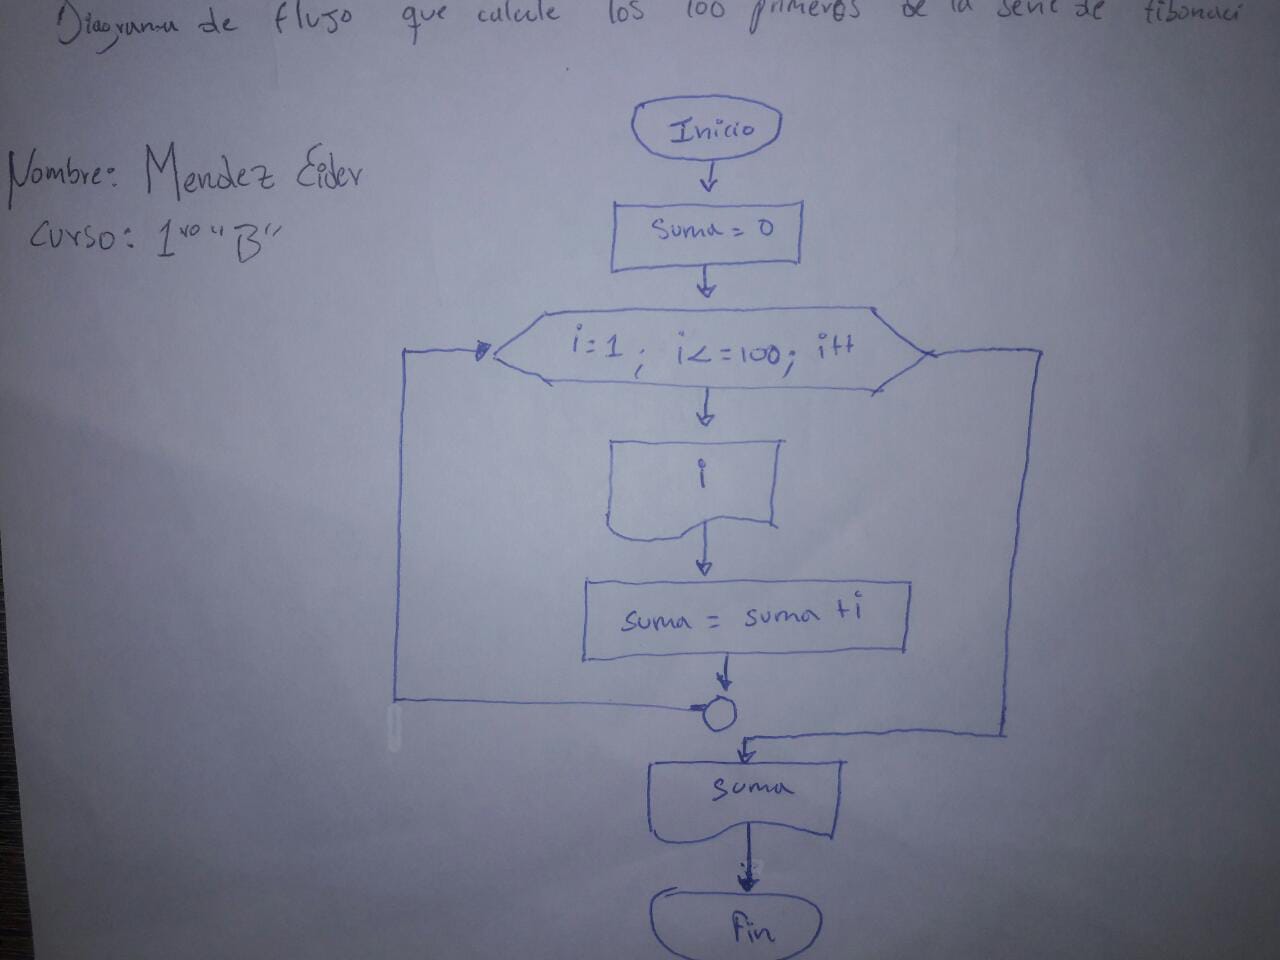 Diagrama de flujo que calcule los 100 primeros de la serie de fibonaci
Nombre: Mendez Eider
Curso: 1ro "B"
Inicio
Suma = 0
i=1; i<=100; i++
i
suma = suma +i
suma
Fin